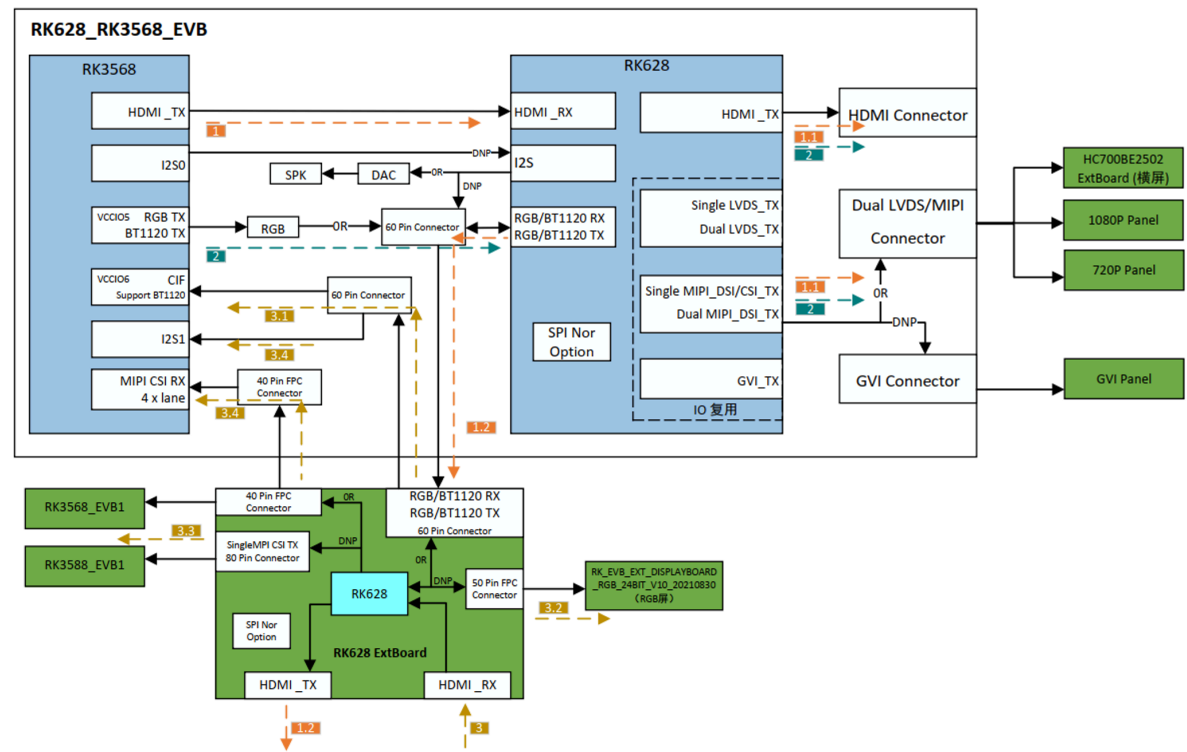 RK628_RK3568_EVB
RK3568
HDMI _TX
I2S0
VCCIO5 RGB TX
BT1120 TX
VCCIO6 CIF
Support BT1120
I2S1
MIPI CSI RX
4 x lane
1
DNP
SPK
DAC
0R
DNP
RGB
0R
60 Pin Connector
2
60 Pin Connector
3.1
3.4
40 Pin FPC
Connector
3.4
1.2
RK628
HDMI _RX
I2S
RGB/BT1120 RX
RGB/BT1120 TX
SPI Nor
Option
HDMI _TX
Single LVDS_TX
Dual LVDS_TX
Single MIPI_DSI/CSI_TX
Dual MIPI_DSI_TX
GVI_TX
IO 复用
1.1
2
HDMI Connector
Dual LVDS/MIPI
Connector
1.1
2
0R
DNP
GVI Connector
HC700BE2502
ExtBoard (横屏)
1080P Panel
720P Panel
GVI Panel
RK3568_EVB1
3.3
RK3588_EVB1
40 Pin FPC
Connector
0R
SingleMPI CSI TX
80 Pin Connector
DNP
RGB/BT1120 RX
RGB/BT1120 TX
60 Pin Connector
0R
DNP
RK628
50 Pin FPC
Connector
3.2
RK_EVB_EXT_DISPLAYBOARD
_RGB_24BIT_V10_20210830
（RGB屏）
SPI Nor
Option
RK628 ExtBoard
HDMI _TX
HDMI _RX
1.2
3